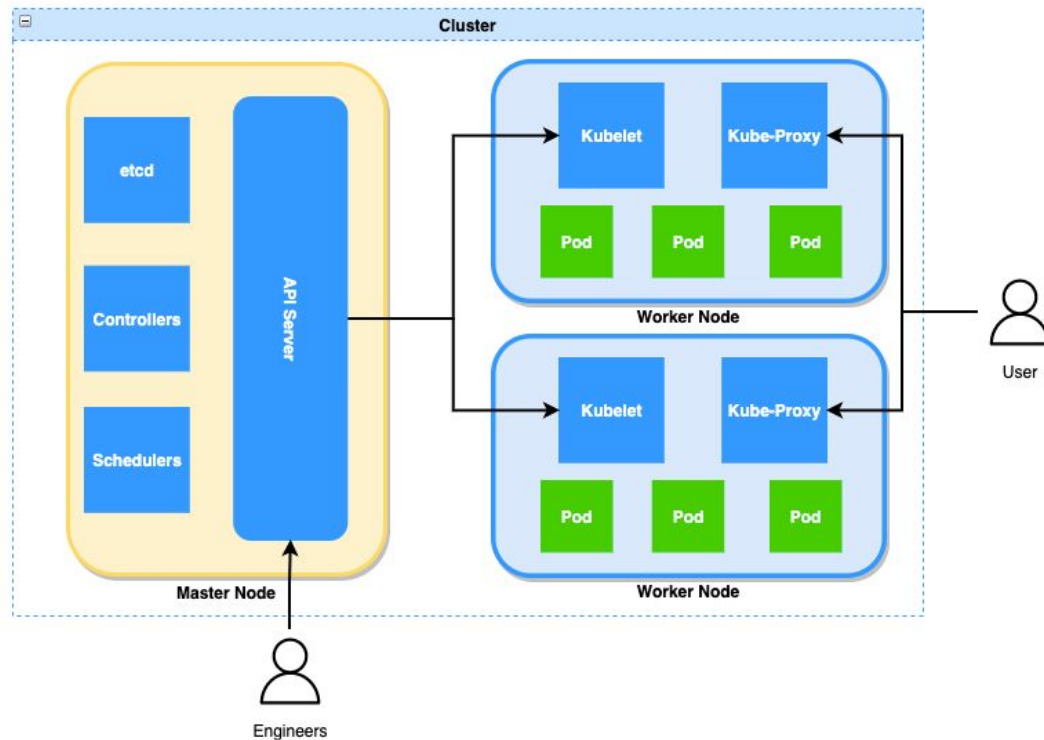 Cluster
etcd
Controllers
Schedulers
API Server
Master Node
Kubelet
Kube-Proxy
Pod
Pod
Pod
Worker Node
Kubelet
Kube-Proxy
Pod
Pod
Pod
Worker Node
User
Engineers